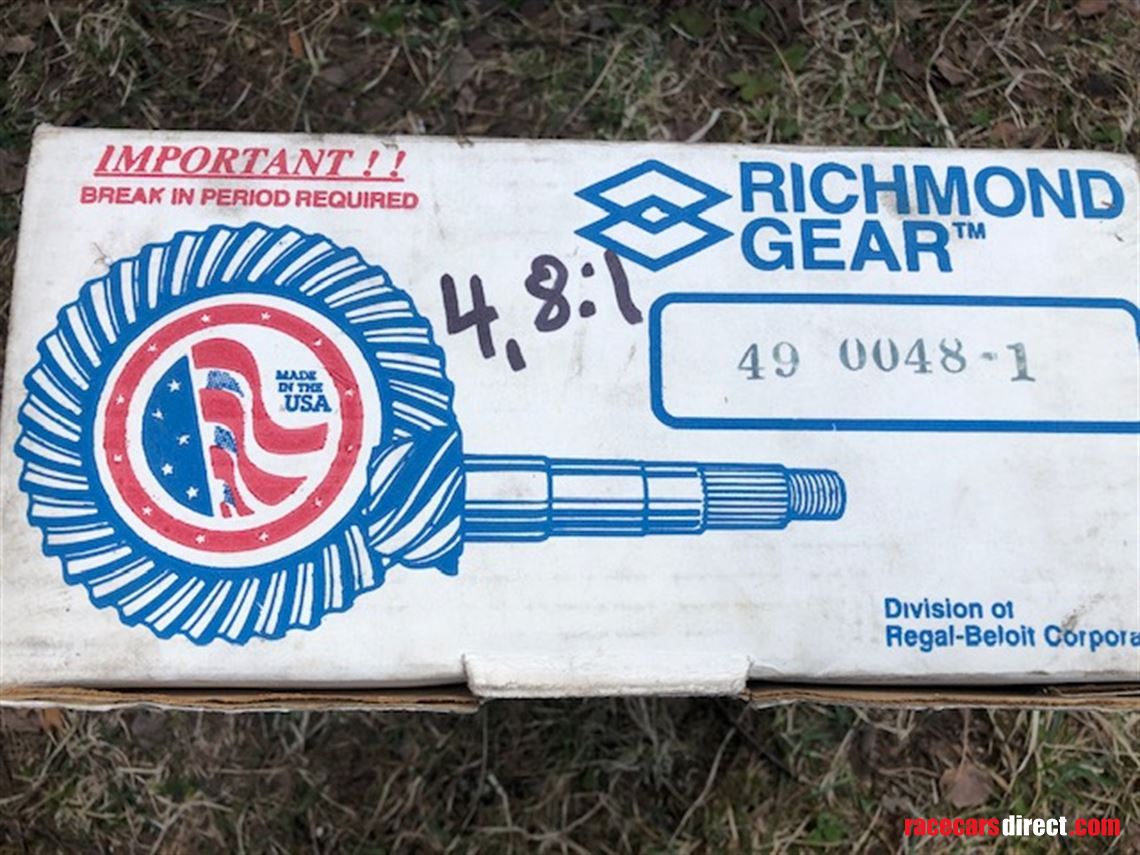 IMPORTANT ! !
BREAK IN PERIOD REQUIRED
RICHMOND
GEAR™
4,8:1
49 0048-1
MADE
IN THE
USA
Division of
Regal-Beloit Corpora
racecarsdirect.com